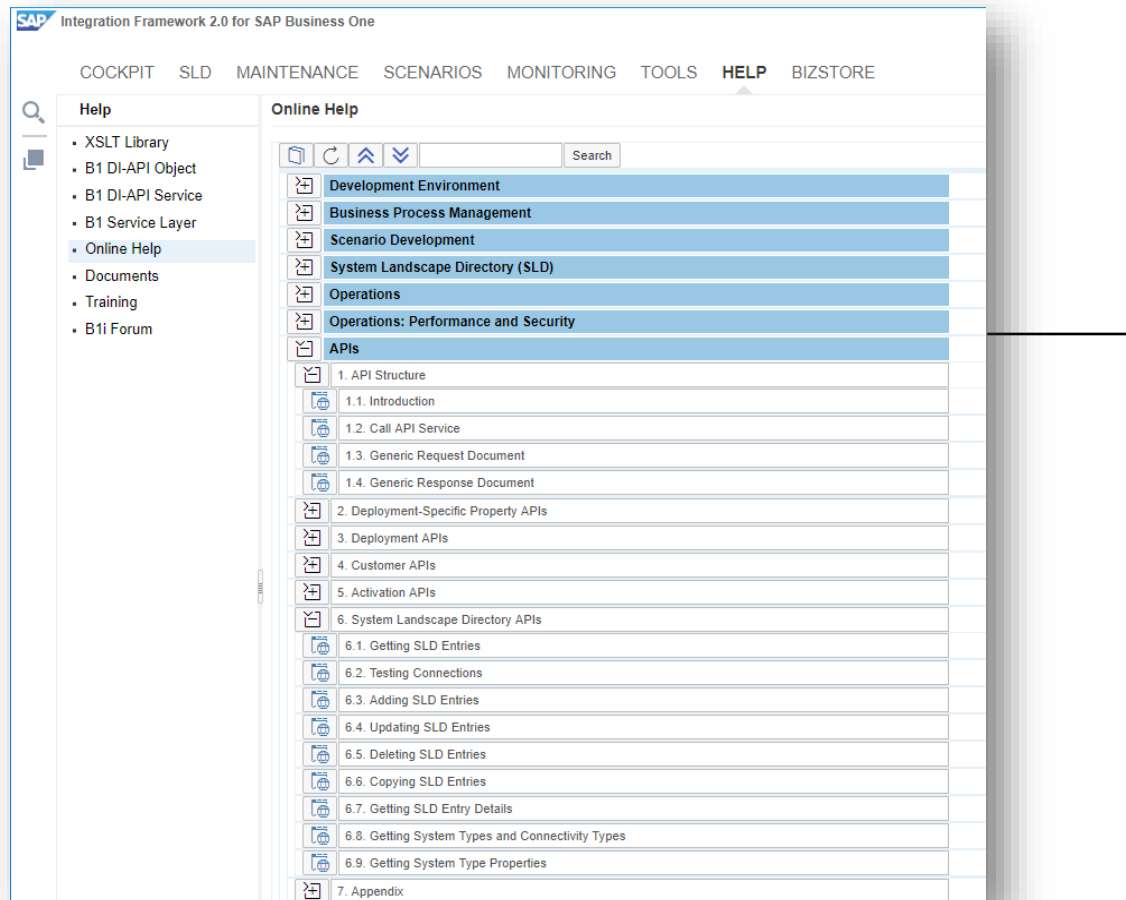 SAP Integration Framework 2.0 for SAP Business One
COCKPIT SLD MAINTENANCE SCENARIOS MONITORING TOOLS HELP BIZSTORE
Help
XSLT Library
B1 DI-API Object
B1 DI-API Service
B1 Service Layer
Online Help
Documents
Training
B1i Forum
Online Help
Search
Development Environment
Business Process Management
Scenario Development
System Landscape Directory (SLD)
Operations
Operations: Performance and Security
APIs
1. API Structure
1.1. Introduction
1.2. Call API Service
1.3. Generic Request Document
1.4. Generic Response Document
2. Deployment-Specific Property APIs
3. Deployment APIs
4. Customer APIs
5. Activation APIs
6. System Landscape Directory APIs
6.1. Getting SLD Entries
6.2. Testing Connections
6.3. Adding SLD Entries
6.4. Updating SLD Entries
6.5. Deleting SLD Entries
6.6. Copying SLD Entries
6.7. Getting SLD Entry Details
6.8. Getting System Types and Connectivity Types
6.9. Getting System Type Properties
7. Appendix